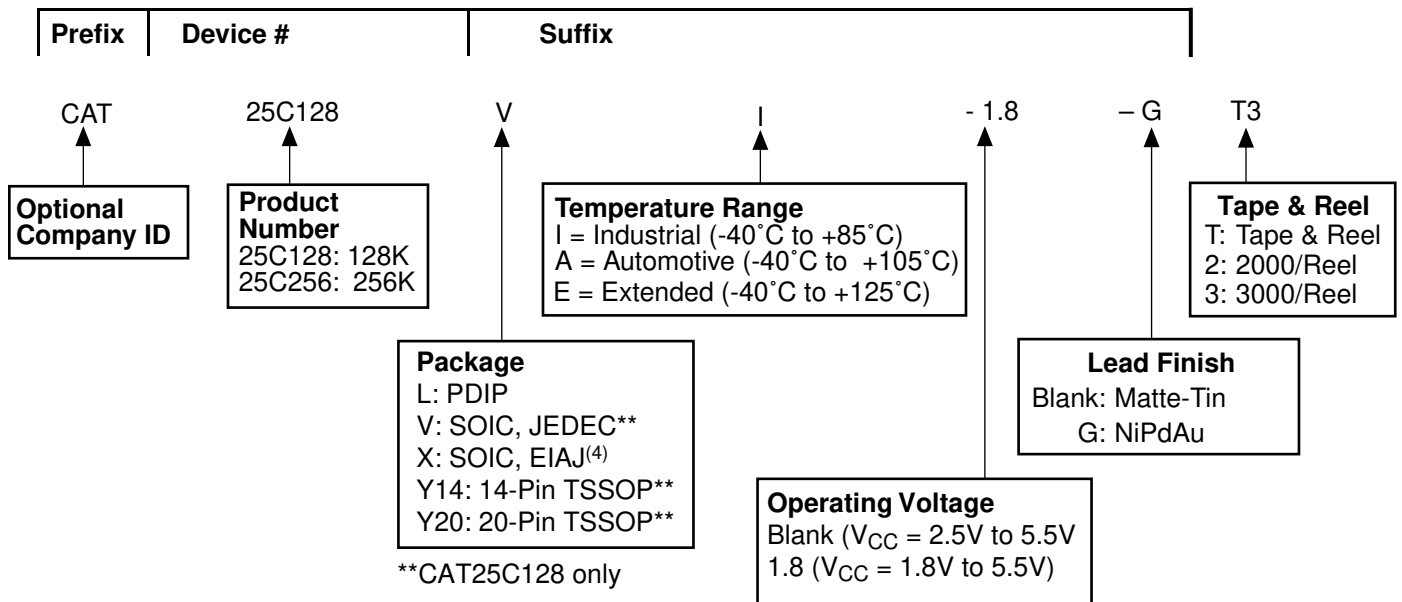 Prefix Device # Suffix
CAT 25C128 V I - 1.8 – G T3
Optional
Company ID
Product
Number
25C128: 128K
25C256: 256K
Temperature Range
I = Industrial (-40˚C to +85˚C)
A = Automotive (-40˚C to +105˚C)
E = Extended (-40˚C to +125˚C)
Tape & Reel
T: Tape & Reel
2: 2000/Reel
3: 3000/Reel
Package
L: PDIP
V: SOIC, JEDEC**
X: SOIC, EIAJ(4)
Y14: 14-Pin TSSOP**
Y20: 20-Pin TSSOP**
**CAT25C128 only
Lead Finish
Blank: Matte-Tin
G: NiPdAu
Operating Voltage
Blank (VCC = 2.5V to 5.5V
1.8 (VCC = 1.8V to 5.5V)